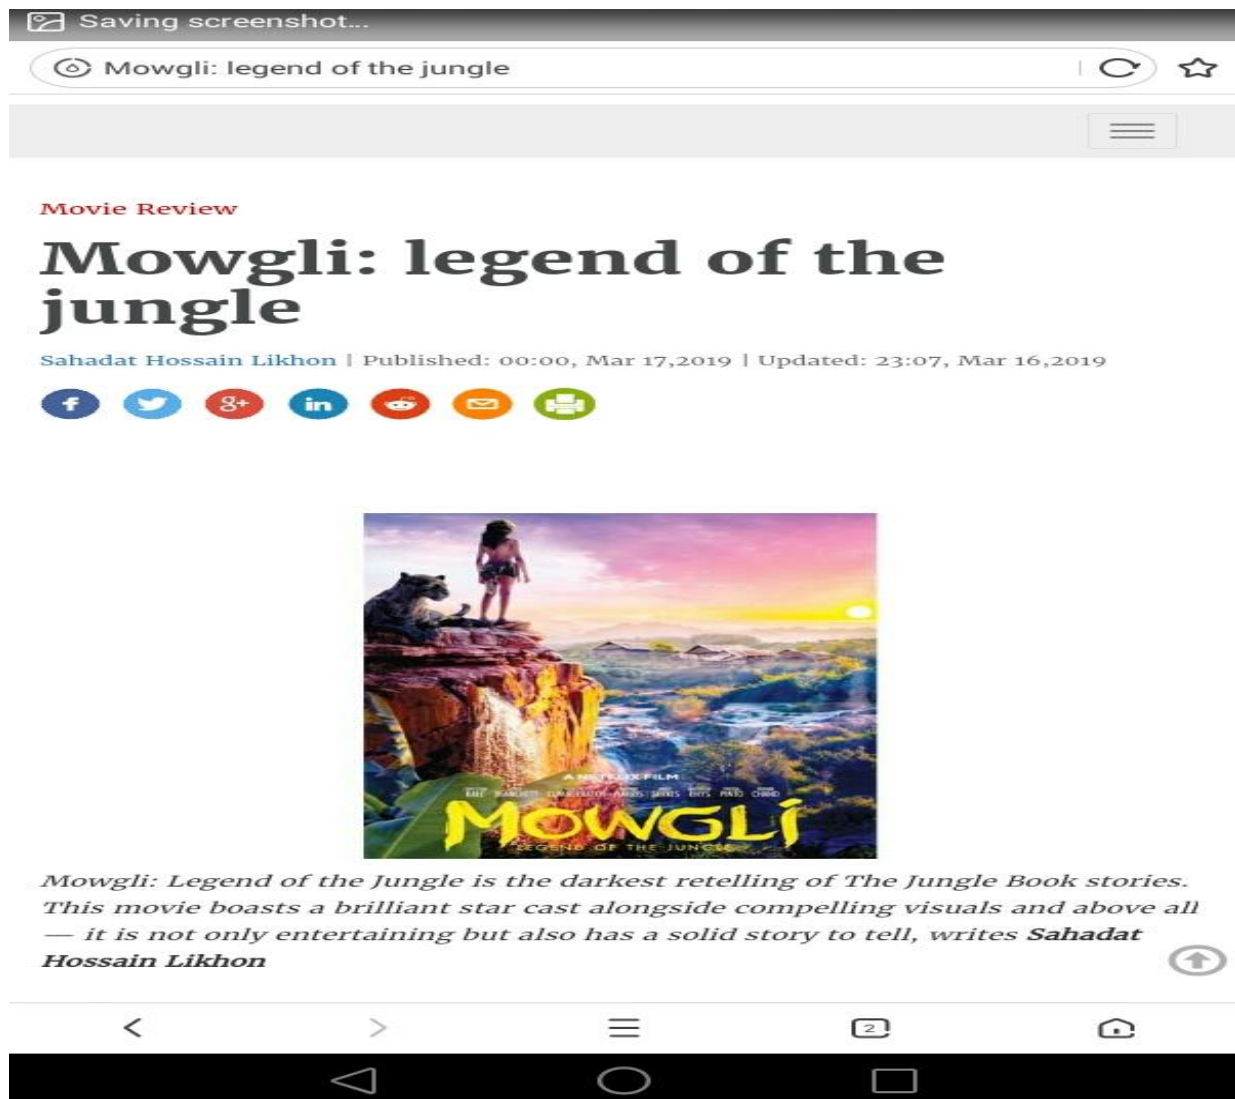 Saving screenshot...
Mowgli: legend of the jungle
Movie Review
Mowgli: legend of the
jungle
Sahadat Hossain Likhon | Published: 00:00, Mar 17,2019 | Updated: 23:07, Mar 16,2019
f g+ in
A NETFLIX FILM
MOWGLI
LEGEND OF THE JUNGLE
Mowgli: Legend of the Jungle is the darkest retelling of The Jungle Book stories.
This movie boasts a brilliant star cast alongside compelling visuals and above all
— it is not only entertaining but also has a solid story to tell, writes Sahadat
Hossain Likhon
2